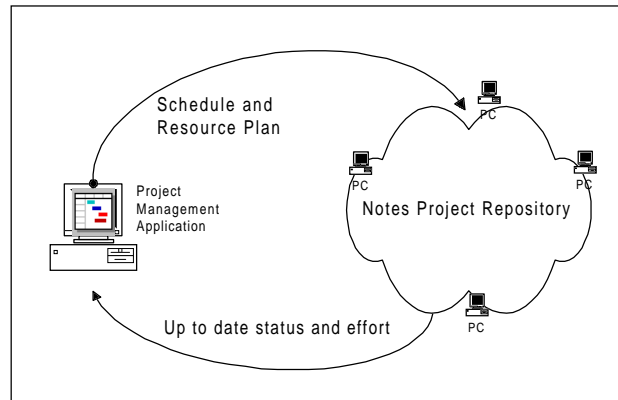 PC
Schedule and
Resource Plan
PC
PC
Project
Management
Application
Notes Project Repository
Up to date status and effort
PC